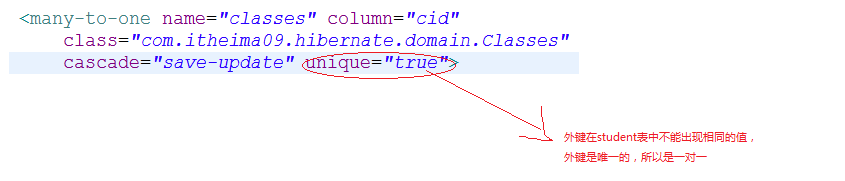 <many-to-one name="classes" column="cid"
class="com.itheima09.hibernate.domain.Classes"
cascade="save-update" unique="true">
外键在student表中不能出现相同的值，
外键是唯一的，所以是一对一